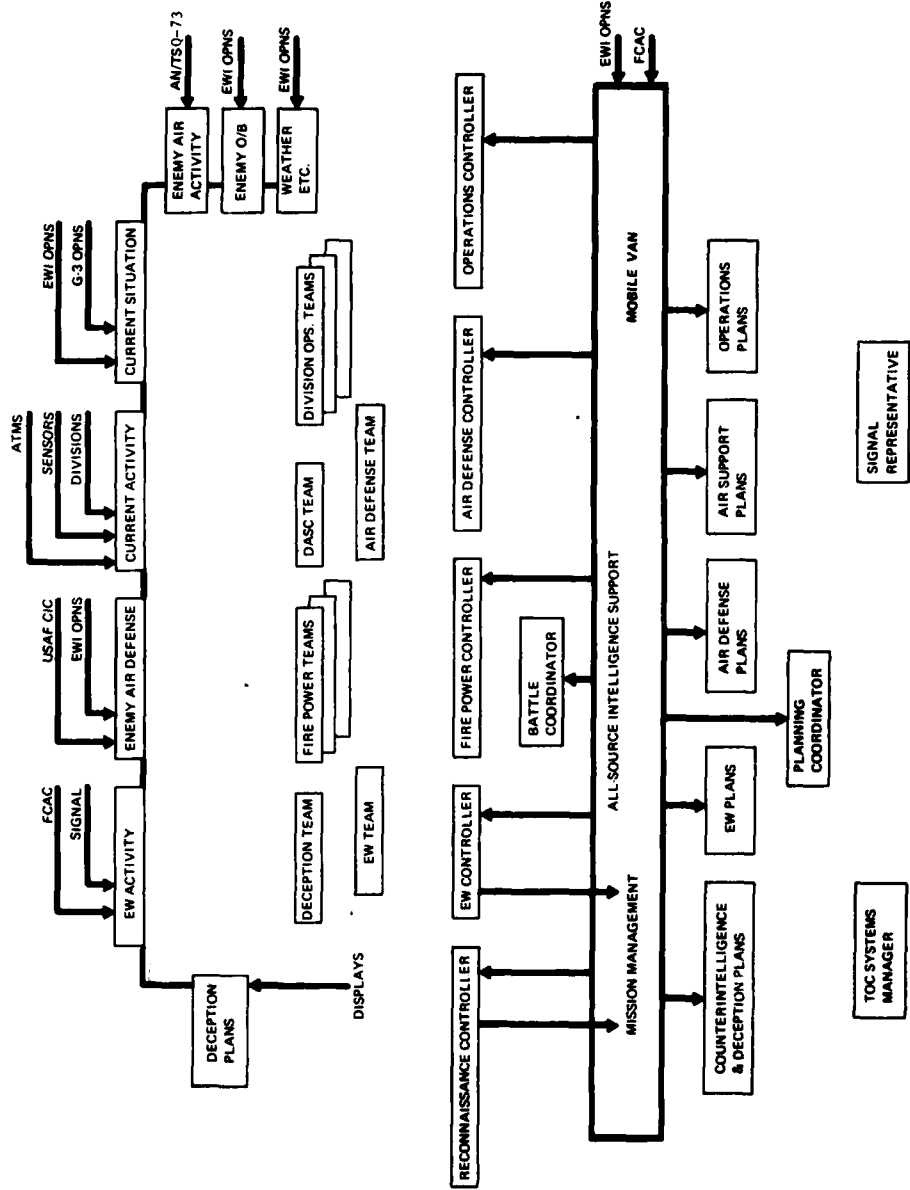 FCAC
SIGNAL
USAF CIC
EWI OPNS
ATMS
SENSORS
DIVISIONS
EWI OPNS
G-3 OPNS
DECEPTION
PLANS
DISPLAYS
EW ACTIVITY
ENEMY AIR DEFENSE
CURRENT ACTIVITY
CURRENT SITUATION
ENEMY AIR
ACTIVITY
AN/TSQ-73
ENEMY O/B
EWI OPNS
WEATHER
ETC.
EWI OPNS
DECEPTION TEAM
EW TEAM
FIRE POWER TEAMS
DASC TEAM
AIR DEFENSE TEAM
DIVISION OPS. TEAMS
RECONNAISSANCE CONTROLLER
EW CONTROLLER
FIRE POWER CONTROLLER
AIR DEFENSE CONTROLLER
OPERATIONS CONTROLLER
BATTLE
COORDINATOR
MISSION MANAGEMENT
ALL-SOURCE INTELLIGENCE SUPPORT
MOBILE VAN
EWI OPNS
FCAC
COUNTERINTELLIGENCE
& DECEPTION PLANS
EW PLANS
AIR DEFENSE
PLANS
AIR SUPPORT
PLANS
OPERATIONS
PLANS
PLANNING
COORDINATOR
TOC SYSTEMS
MANAGER
SIGNAL
REPRESENTATIVE